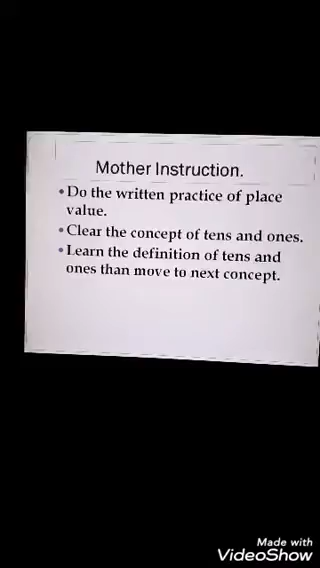 Mother Instruction.
•Do the written practice of place
value.
•Clear the concept of tens and ones.
•Learn the definition of tens and
ones than move to next concept.
Made with
VideoShow